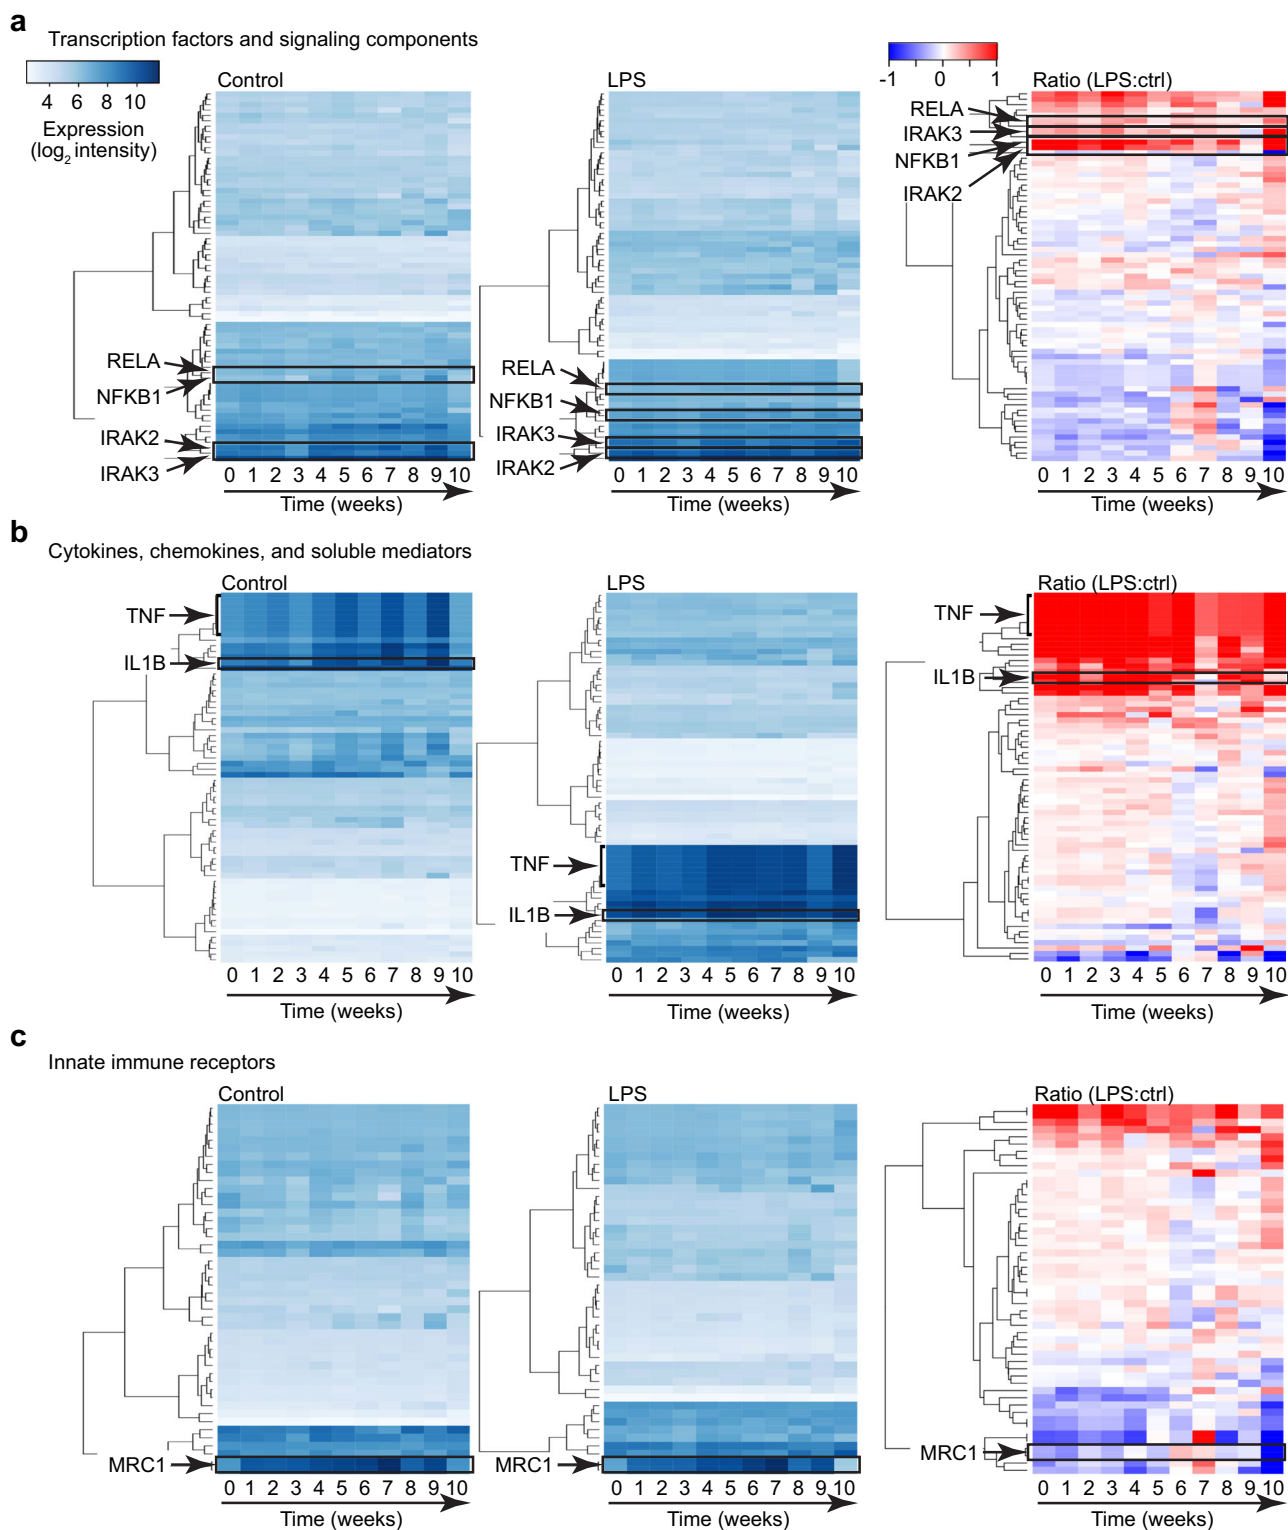 a
Transcription factors and signaling components
4 6 8 10
Expression
(log2 intensity)
Control
RELA
NFKB1
IRAK2
IRAK3
0 1 2 3 4 5 6 7 8 9 10
Time (weeks)
LPS
RELA
NFKB1
IRAK3
IRAK2
0 1 2 3 4 5 6 7 8 9 10
Time (weeks)
-1 0 1
Ratio (LPS:ctrl)
RELA
IRAK3
NFKB1
IRAK2
0 1 2 3 4 5 6 7 8 9 10
Time (weeks)
b
Cytokines, chemokines, and soluble mediators
Control
TNF
IL1B
0 1 2 3 4 5 6 7 8 9 10
Time (weeks)
LPS
TNF
IL1B
0 1 2 3 4 5 6 7 8 9 10
Time (weeks)
Ratio (LPS:ctrl)
TNF
IL1B
0 1 2 3 4 5 6 7 8 9 10
Time (weeks)
c
Innate immune receptors
Control
MRC1
0 1 2 3 4 5 6 7 8 9 10
Time (weeks)
LPS
MRC1
0 1 2 3 4 5 6 7 8 9 10
Time (weeks)
Ratio (LPS:ctrl)
MRC1
0 1 2 3 4 5 6 7 8 9 10
Time (weeks)